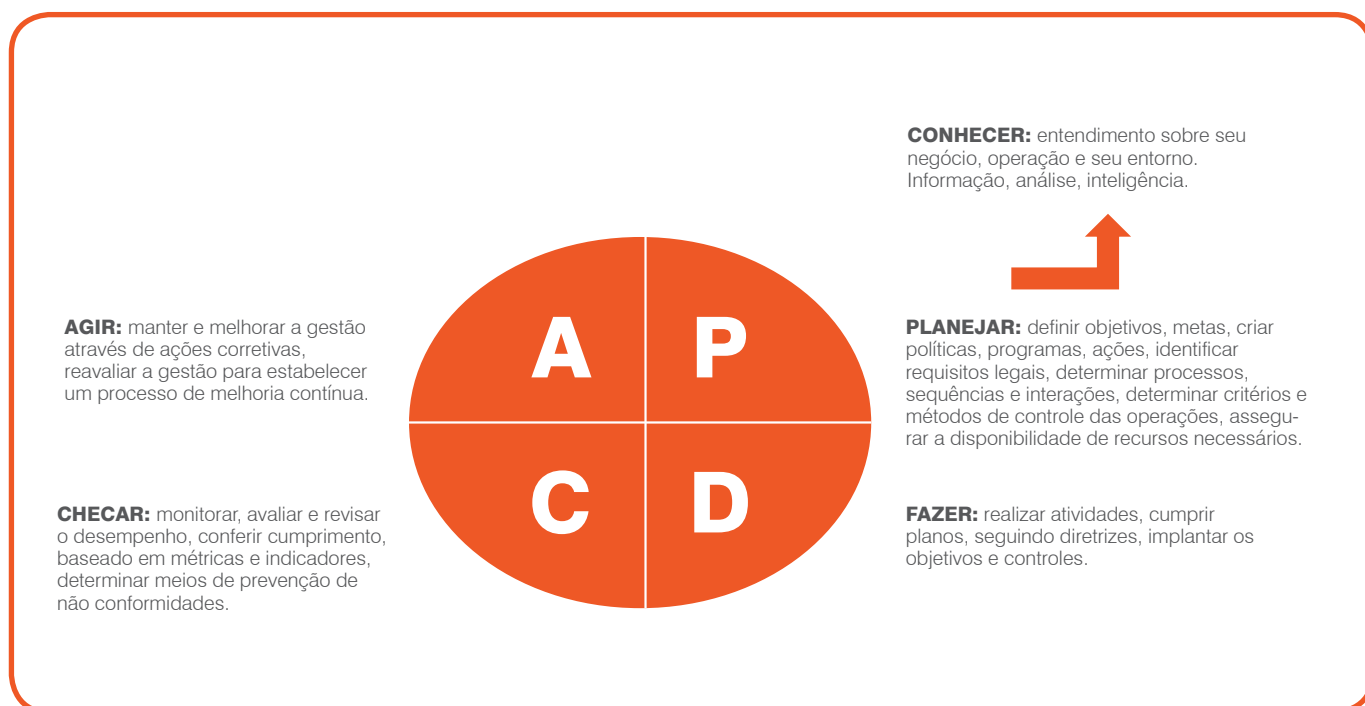 CONHECER: entendimento sobre seu
negócio, operação e seu entorno.
Informação, análise, inteligência.
AGIR: manter e melhorar a gestão
através de ações corretivas,
reavaliar a gestão para estabelecer
um processo de melhoria contínua.
A
P
PLANEJAR: definir objetivos, metas, criar
políticas, programas, ações, identificar
requisitos legais, determinar processos,
sequências e interações, determinar critérios e
métodos de controle das operações, assegu-
rar a disponibilidade de recursos necessários.
CHECAR: monitorar, avaliar e revisar
o desempenho, conferir cumprimento,
baseado em métricas e indicadores,
determinar meios de prevenção de
não conformidades.
C
D
FAZER: realizar atividades, cumprir
planos, seguindo diretrizes, implantar os
objetivos e controles.